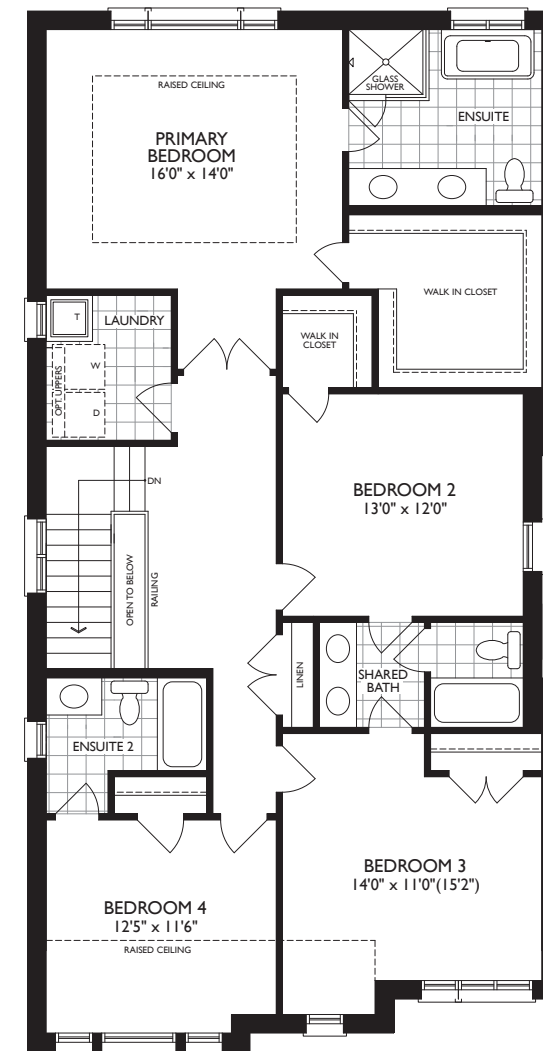 RAISED CEILING
PRIMARY
BEDROOM
16'0" x 14'0"
GLASS
SHOWER
ENSUITE
WALK IN CLOSET
T
LAUNDRY
WALK IN
CLOSET
OPT. UPPERS
W
D
DN
BEDROOM 2
13'0" x 12'0"
OPEN TO BELOW
RAILING
LINEN
SHARED
BATH
ENSUITE 2
BEDROOM 3
14'0" x 11'0"(15'2")
BEDROOM 4
12'5" x 11'6"
RAISED CEILING